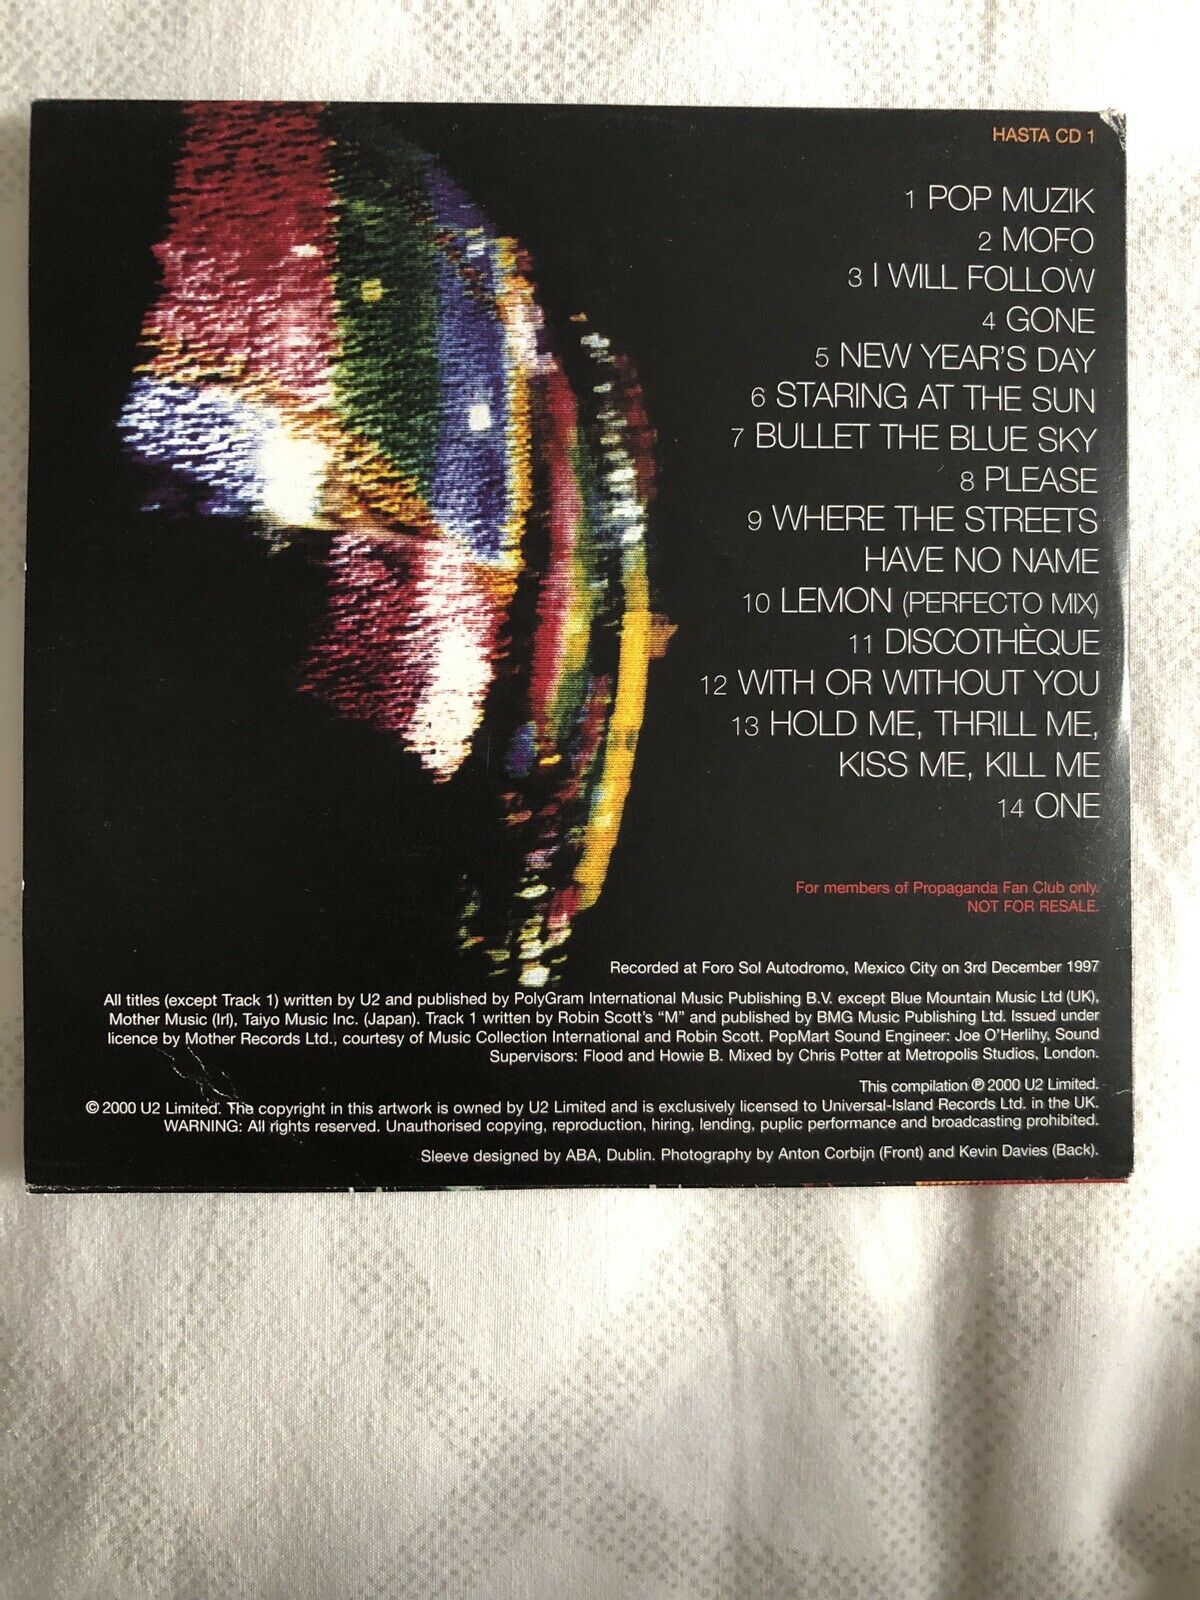 HASTA CD 1
1 POP MUZIK
2 MOFO
3 I WILL FOLLOW
4 GONE
5 NEW YEAR'S DAY
6 STARING AT THE SUN
7 BULLET THE BLUE SKY
8 PLEASE
9 WHERE THE STREETS
HAVE NO NAME
10 LEMON (PERFECTO MIX)
11 DISCOTHÈQUE
12 WITH OR WITHOUT YOU
13 HOLD ME, THRILL ME,
KISS ME, KILL ME
14 ONE
For members of Propaganda Fan Club only.
NOT FOR RESALE.
Recorded at Foro Sol Autodromo, Mexico City on 3rd December 1997
All titles (except Track 1) written by U2 and published by PolyGram International Music Publishing B.V. except Blue Mountain Music Ltd (UK),
Mother Music (Irl), Taiyo Music Inc. (Japan). Track 1 written by Robin Scott's "M" and published by BMG Music Publishing Ltd. Issued under
licence by Mother Records Ltd., courtesy of Music Collection International and Robin Scott. PopMart Sound Engineer: Joe O'Herlihy, Sound
Supervisors: Flood and Howie B. Mixed by Chris Potter at Metropolis Studios, London.
This compilation ℗ 2000 U2 Limited.
© 2000 U2 Limited. The copyright in this artwork is owned by U2 Limited and is exclusively licensed to Universal-Island Records Ltd. in the UK.
WARNING: All rights reserved. Unauthorised copying, reproduction, hiring, lending, puplic performance and broadcasting prohibited.
Sleeve designed by ABA, Dublin. Photography by Anton Corbijn (Front) and Kevin Davies (Back).